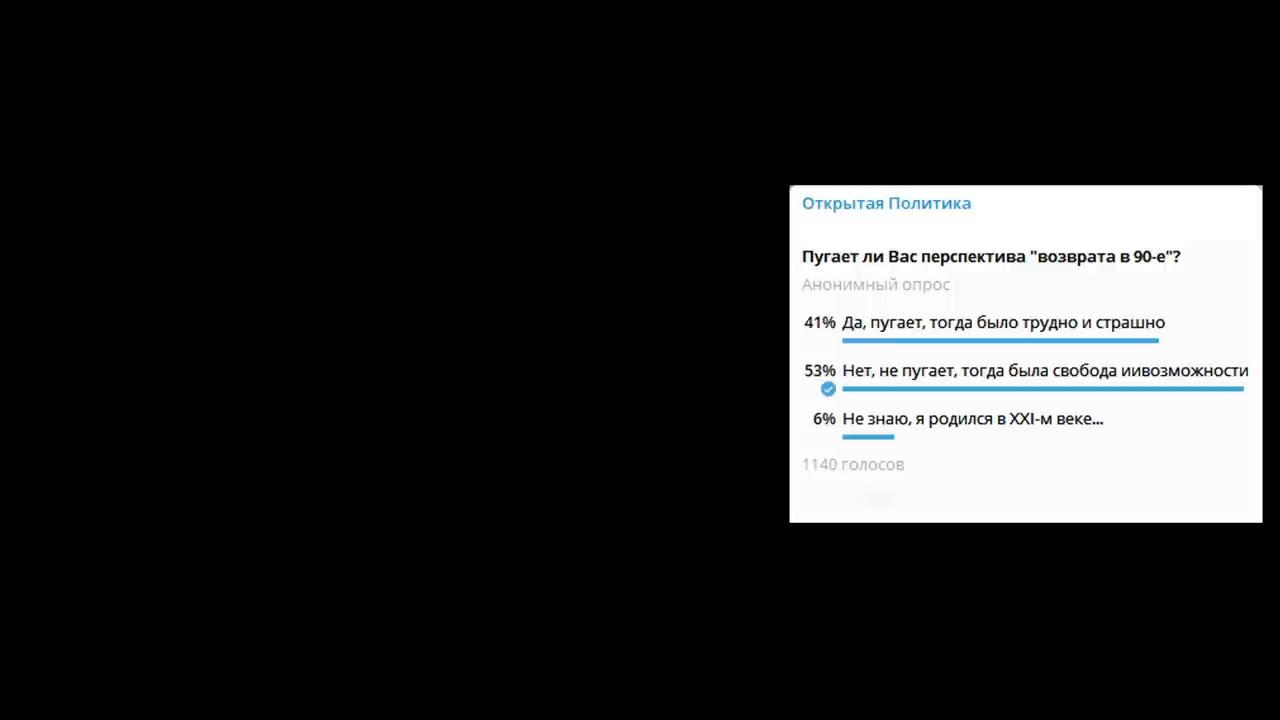 Открытая Политика
Пугает ли Вас перспектива "возврата в 90-е"?
Анонимный опрос
41% Да, пугает, тогда было трудно и страшно
53% Нет, не пугает, тогда была свобода иивозможности
6% Не знаю, я родился в XXI-м веке...
1140 голосов